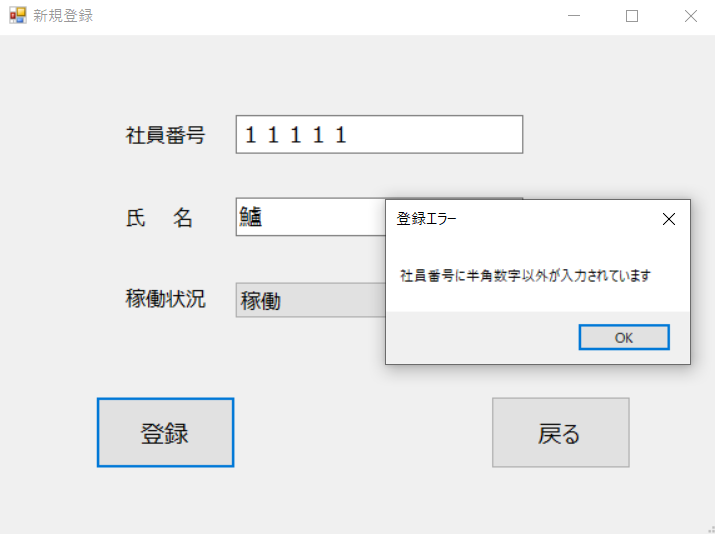 新規登録
社員番号 １１１１１
氏　名 鱸
登録エラー
社員番号に半角数字以外が入力されています
OK
稼働状況 稼働
登録
戻る